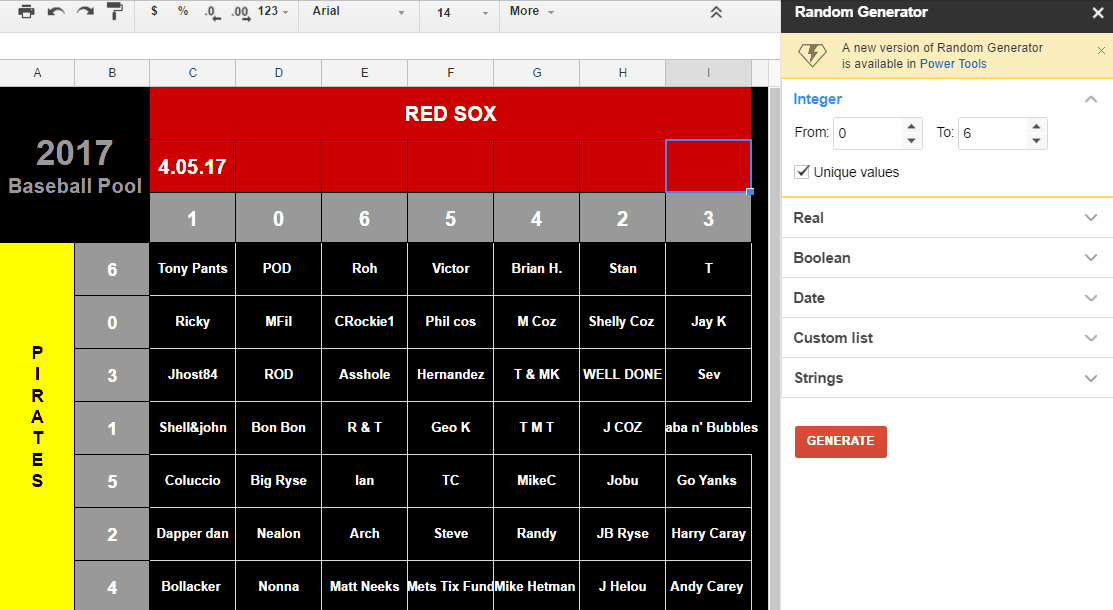 $ % .0 .00 123 Arial 14 More
Random Generator
A new version of Random Generator
is available in Power Tools
A B C D E F G H I
Integer
From: 0 To: 6
Unique values
Real
Boolean
Date
Custom list
Strings
GENERATE
2017
Baseball Pool
RED SOX
4.05.17
1 0 6 5 4 2 3
PIRATES
6 Tony Pants POD Roh Victor Brian H. Stan T
0 Ricky MFil CRockie1 Phil cos M Coz Shelly Coz Jay K
3 Jhost84 ROD Asshole Hernandez T & MK WELL DONE Sev
1 Shell&john Bon Bon R & T Geo K T M T J COZ aba n' Bubbles
5 Coluccio Big Ryse Ian TC MikeC Jobu Go Yanks
2 Dapper dan Nealon Arch Steve Randy JB Ryse Harry Caray
4 Bollacker Nonna Matt Neeks Mets Tix Fund Mike Hetman J Helou Andy Carey